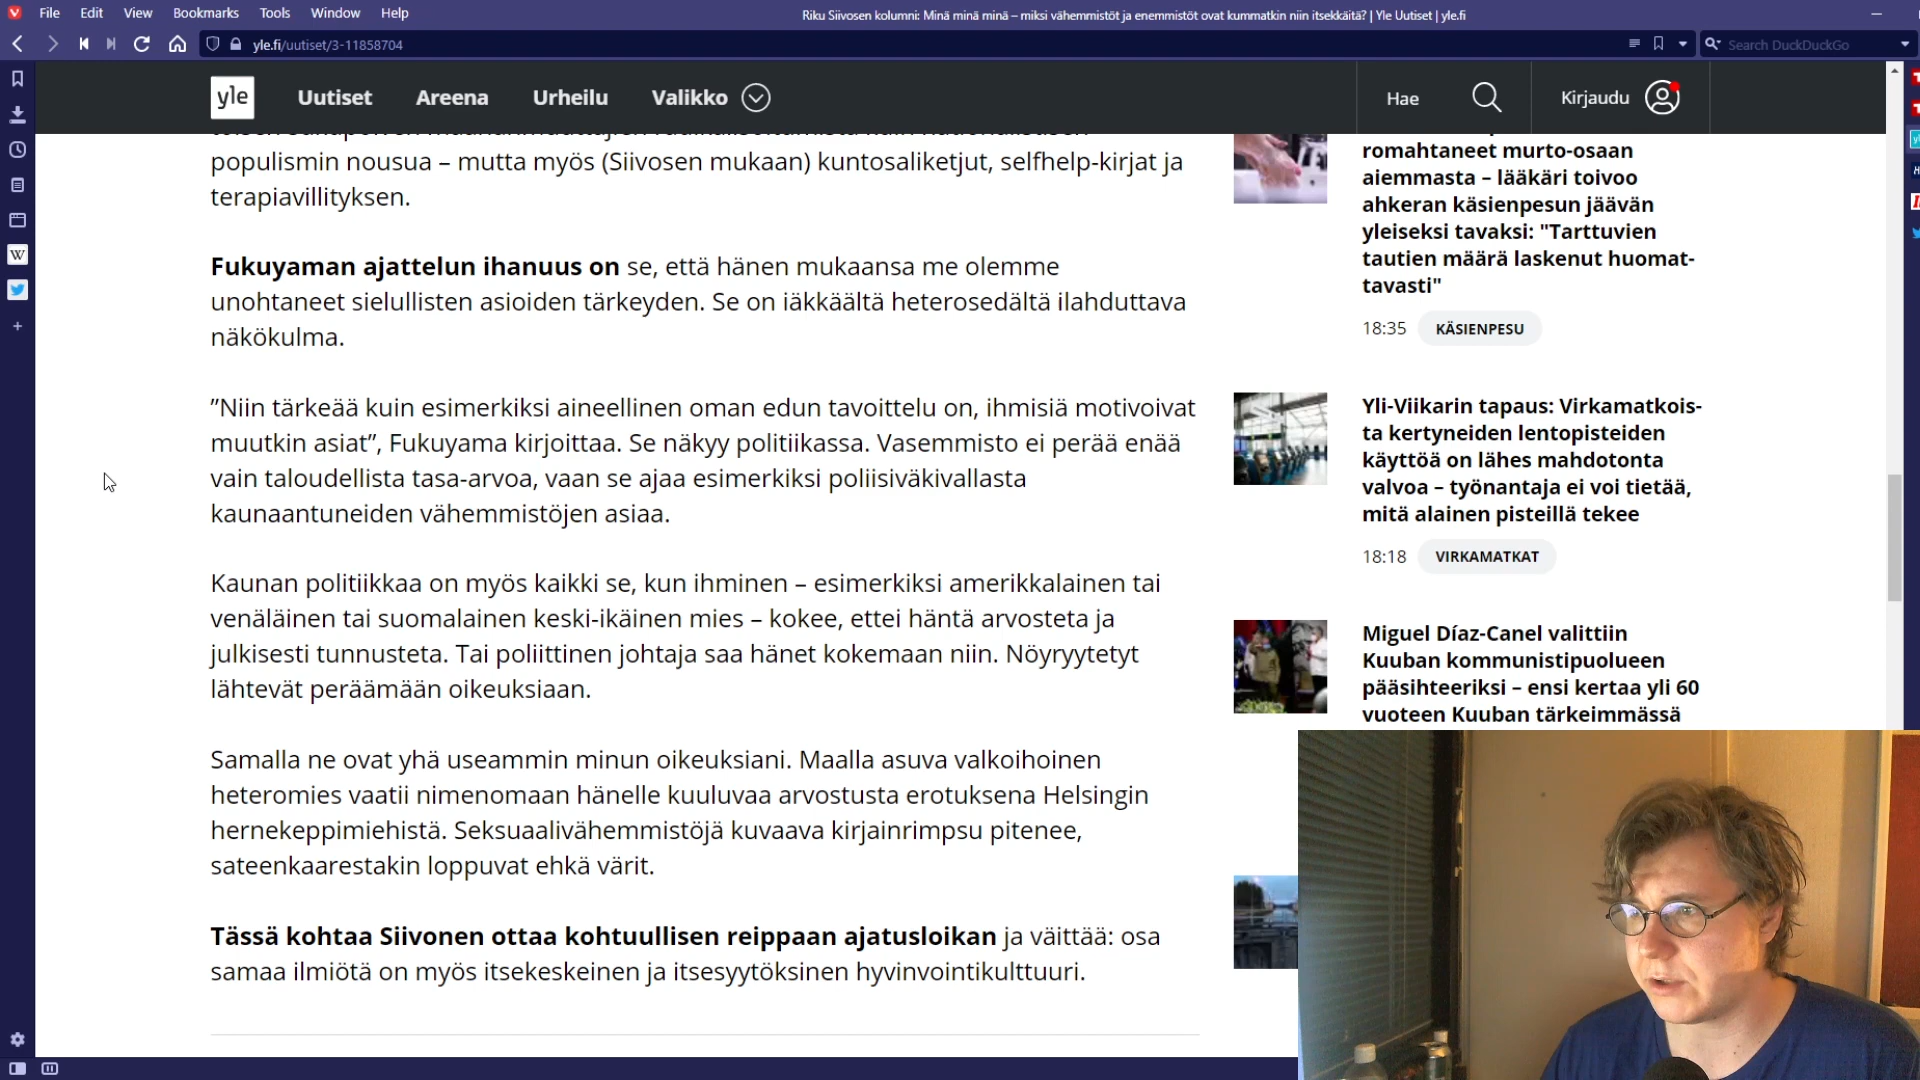 File Edit View Bookmarks Tools Window Help
Riku Siivosen kolumni: Minä minä minä – miksi vähemmistöt ja enemmistöt ovat kummatkin niin itsekkäitä? | Yle Uutiset | yle.fi
yle.fi/uutiset/3-11858704
Search DuckDuckGo
yle Uutiset Areena Urheilu Valikko Hae Kirjaudu
populismin nousua – mutta myös (Siivosen mukaan) kuntosaliketjut, selfhelp-kirjat ja
terapiavillityksen.
Fukuyaman ajattelun ihanuus on se, että hänen mukaansa me olemme
unohtaneet sielullisten asioiden tärkeyden. Se on iäkkäältä heterosedältä ilahduttava
näkökulma.
”Niin tärkeää kuin esimerkiksi aineellinen oman edun tavoittelu on, ihmisiä motivoivat
muutkin asiat”, Fukuyama kirjoittaa. Se näkyy politiikassa. Vasemmisto ei perää enää
vain taloudellista tasa-arvoa, vaan se ajaa esimerkiksi poliisiväkivallasta
kaunaantuneiden vähemmistöjen asiaa.
Kaunan politiikkaa on myös kaikki se, kun ihminen – esimerkiksi amerikkalainen tai
venäläinen tai suomalainen keski-ikäinen mies – kokee, ettei häntä arvosteta ja
julkisesti tunnusteta. Tai poliittinen johtaja saa hänet kokemaan niin. Nöyryytetyt
lähtevät peräämään oikeuksiaan.
Samalla ne ovat yhä useammin minun oikeuksiani. Maalla asuva valkoihoinen
heteromies vaatii nimenomaan hänelle kuuluvaa arvostusta erotuksena Helsingin
hernekeppimiehistä. Seksuaalivähemmistöjä kuvaava kirjainrimpsu pitenee,
sateenkaarestakin loppuvat ehkä värit.
Tässä kohtaa Siivonen ottaa kohtuullisen reippaan ajatusloikan ja väittää: osa
samaa ilmiötä on myös itsekeskeinen ja itsesyytöksinen hyvinvointikulttuuri.
romahtaneet murto-osaan
aiemmasta – lääkäri toivoo
ahkeran käsienpesun jäävän
yleiseksi tavaksi: "Tarttuvien
tautien määrä laskenut huomat-
tavasti"
18:35 KÄSIENPESU
Yli-Viikarin tapaus: Virkamatkois-
ta kertyneiden lentopisteiden
käyttöä on lähes mahdotonta
valvoa – työnantaja ei voi tietää,
mitä alainen pisteillä tekee
18:18 VIRKAMATKAT
Miguel Díaz-Canel valittiin
Kuuban kommunistipuolueen
pääsihteeriksi – ensi kertaa yli 60
vuoteen Kuuban tärkeimmässä